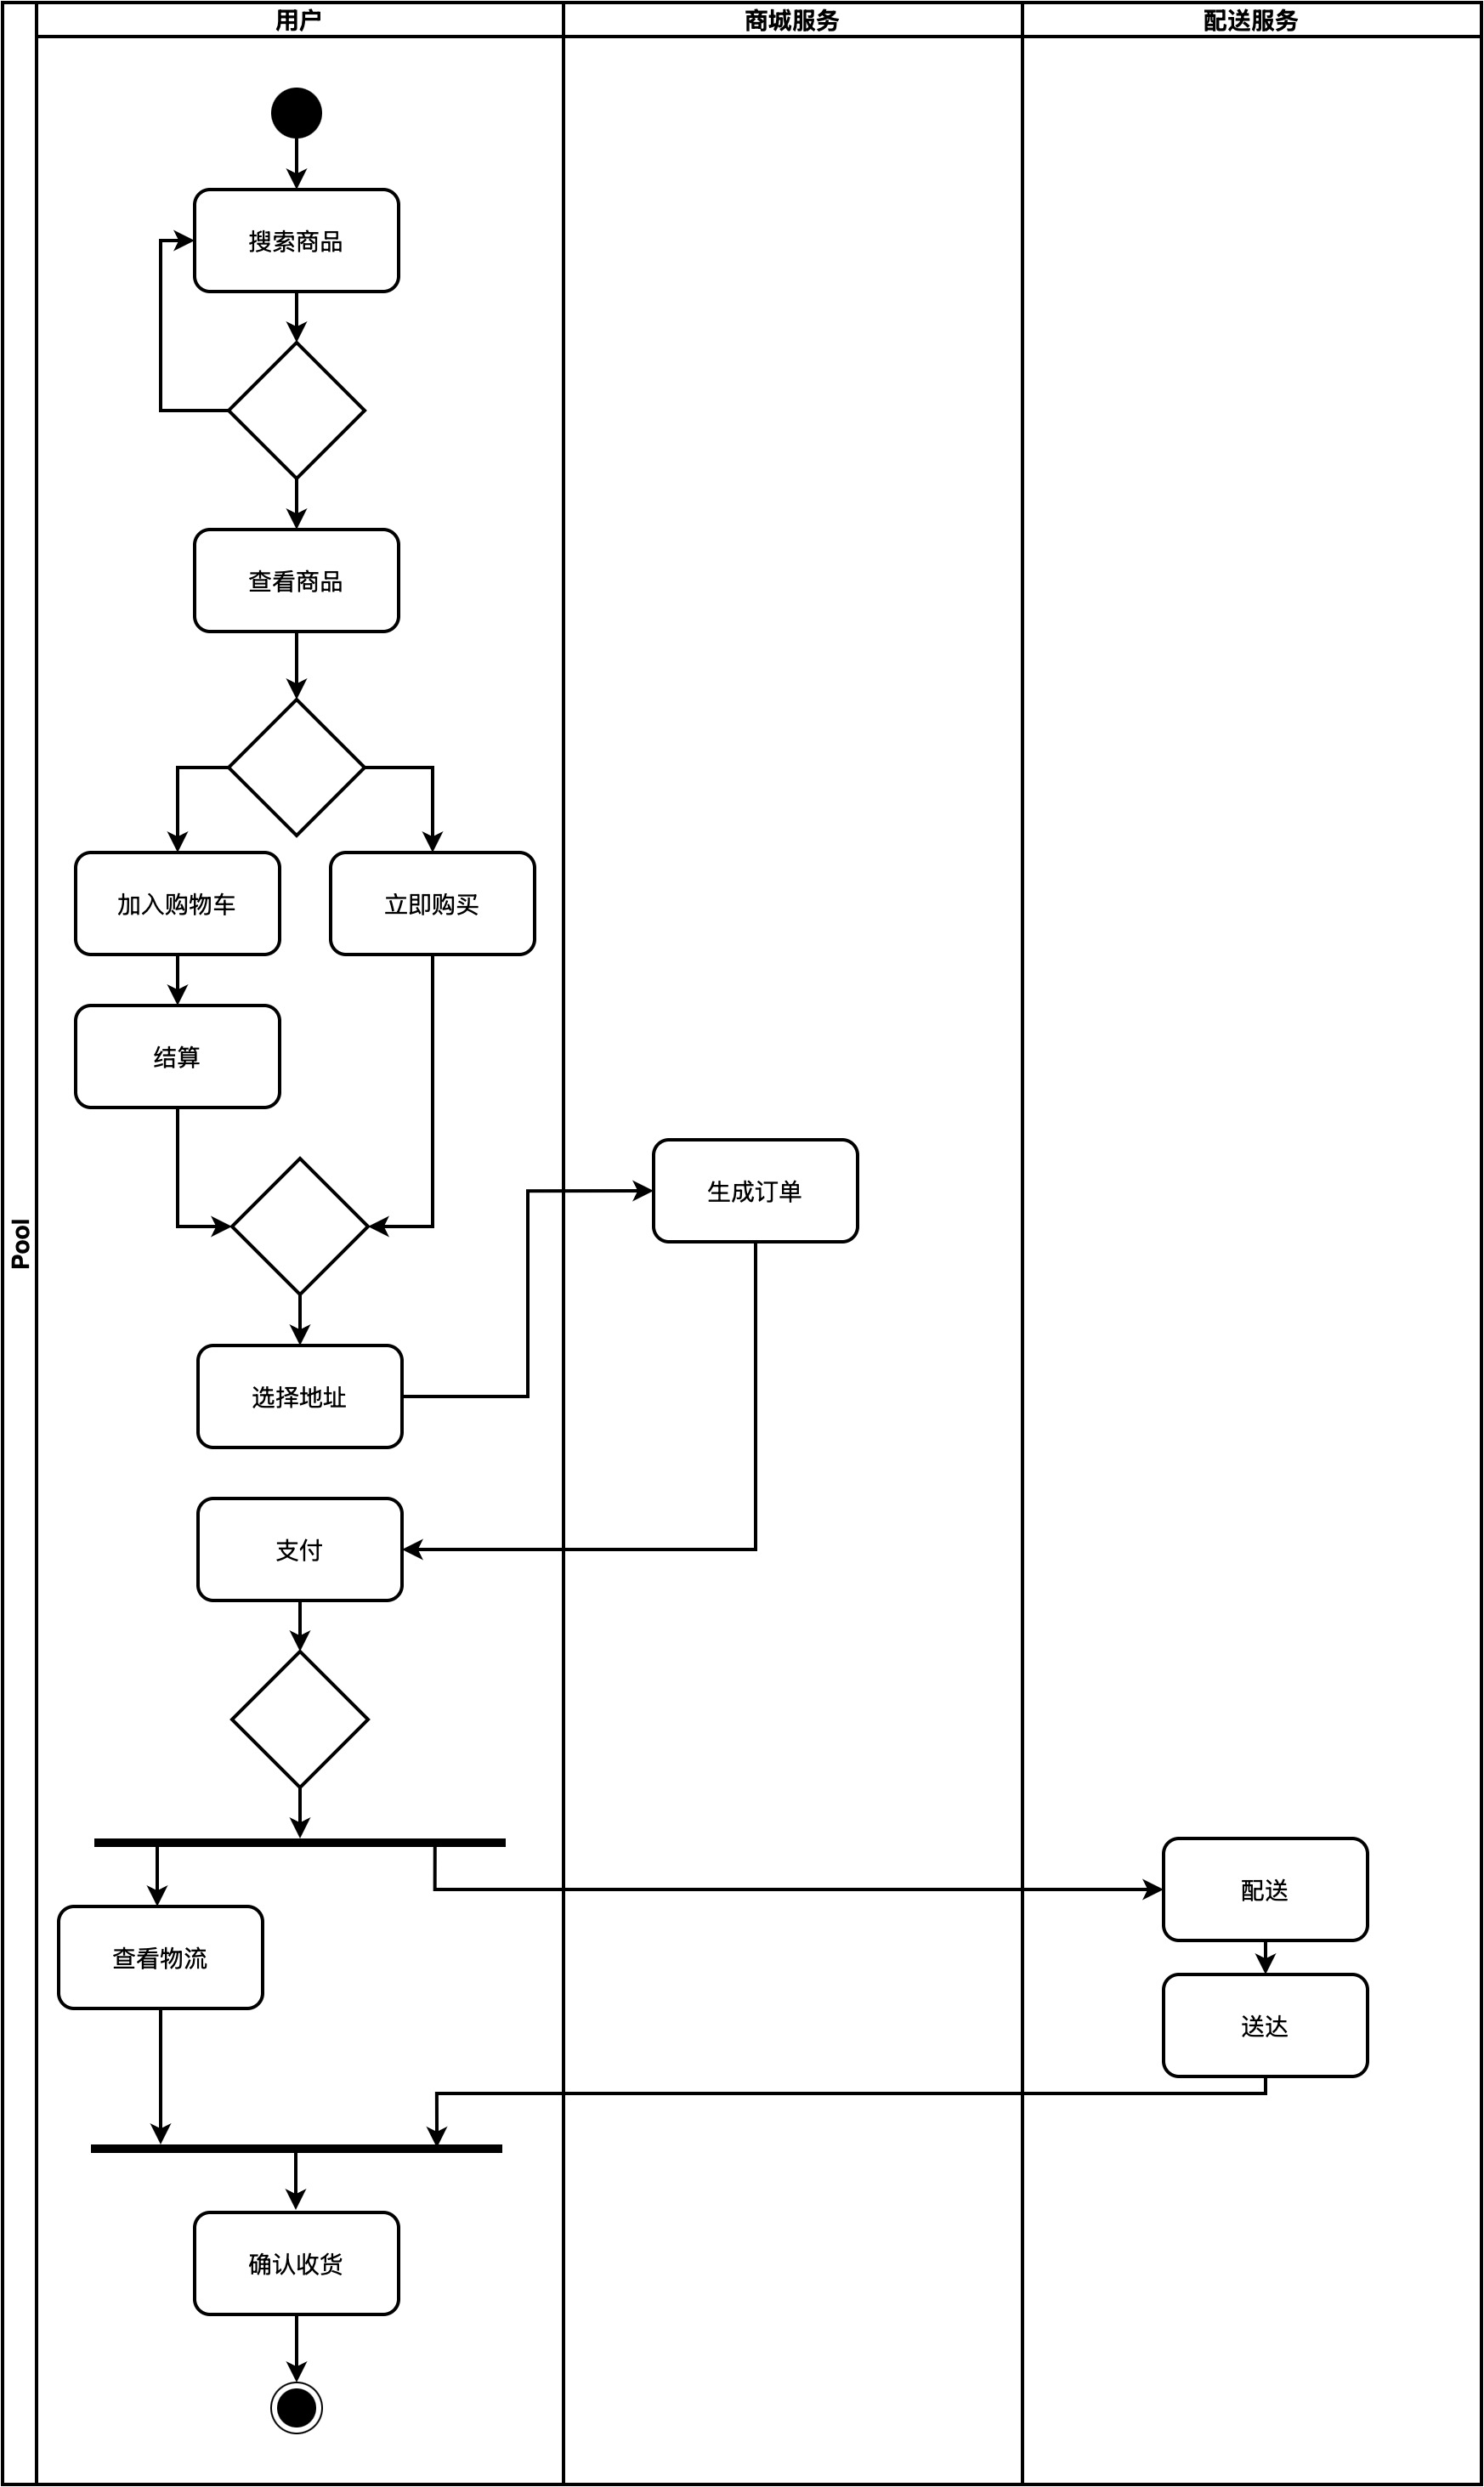 用户
商城服务
配送服务
搜索商品
查看商品
加入购物车
立即购买
结算
生成订单
Pool
选择地址
支付
配送
查看物流
送达
确认收货